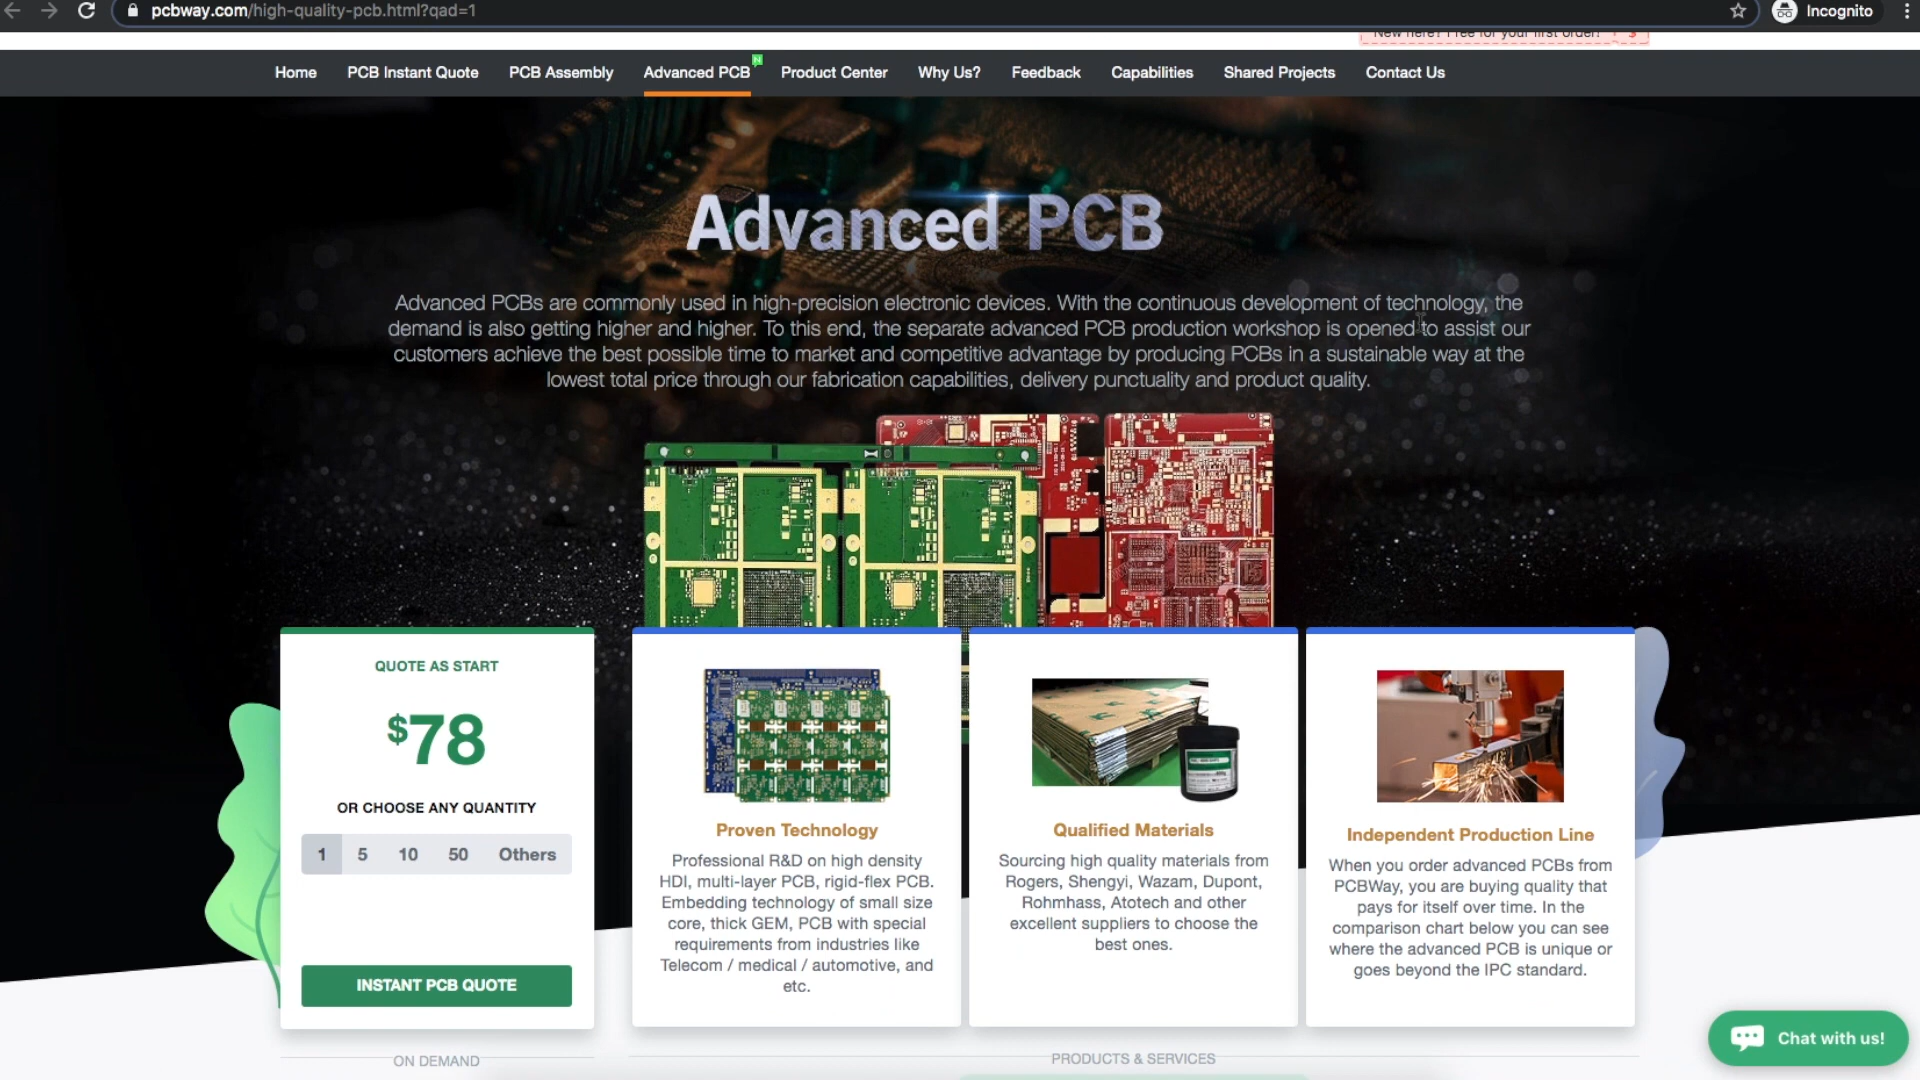 pcbway.com/high-quality-pcb.html?qad=1
Incognito
New here? Free for your first order!
Home PCB Instant Quote PCB Assembly Advanced PCB N Product Center Why Us? Feedback Capabilities Shared Projects Contact Us
Advanced PCB
Advanced PCBs are commonly used in high-precision electronic devices. With the continuous development of technology, the
demand is also getting higher and higher. To this end, the separate advanced PCB production workshop is opened to assist our
customers achieve the best possible time to market and competitive advantage by producing PCBs in a sustainable way at the
lowest total price through our fabrication capabilities, delivery punctuality and product quality.
QUOTE AS START
$78
OR CHOOSE ANY QUANTITY
1 5 10 50 Others
INSTANT PCB QUOTE
Proven Technology
Professional R&D on high density
HDI, multi-layer PCB, rigid-flex PCB.
Embedding technology of small size
core, thick GEM, PCB with special
requirements from industries like
Telecom / medical / automotive, and
etc.
Qualified Materials
Sourcing high quality materials from
Rogers, Shengyi, Wazam, Dupont,
Rohmhass, Atotech and other
excellent suppliers to choose the
best ones.
Independent Production Line
When you order advanced PCBs from
PCBWay, you are buying quality that
pays for itself over time. In the
comparison chart below you can see
where the advanced PCB is unique or
goes beyond the IPC standard.
Chat with us!
ON DEMAND
PRODUCTS & SERVICES